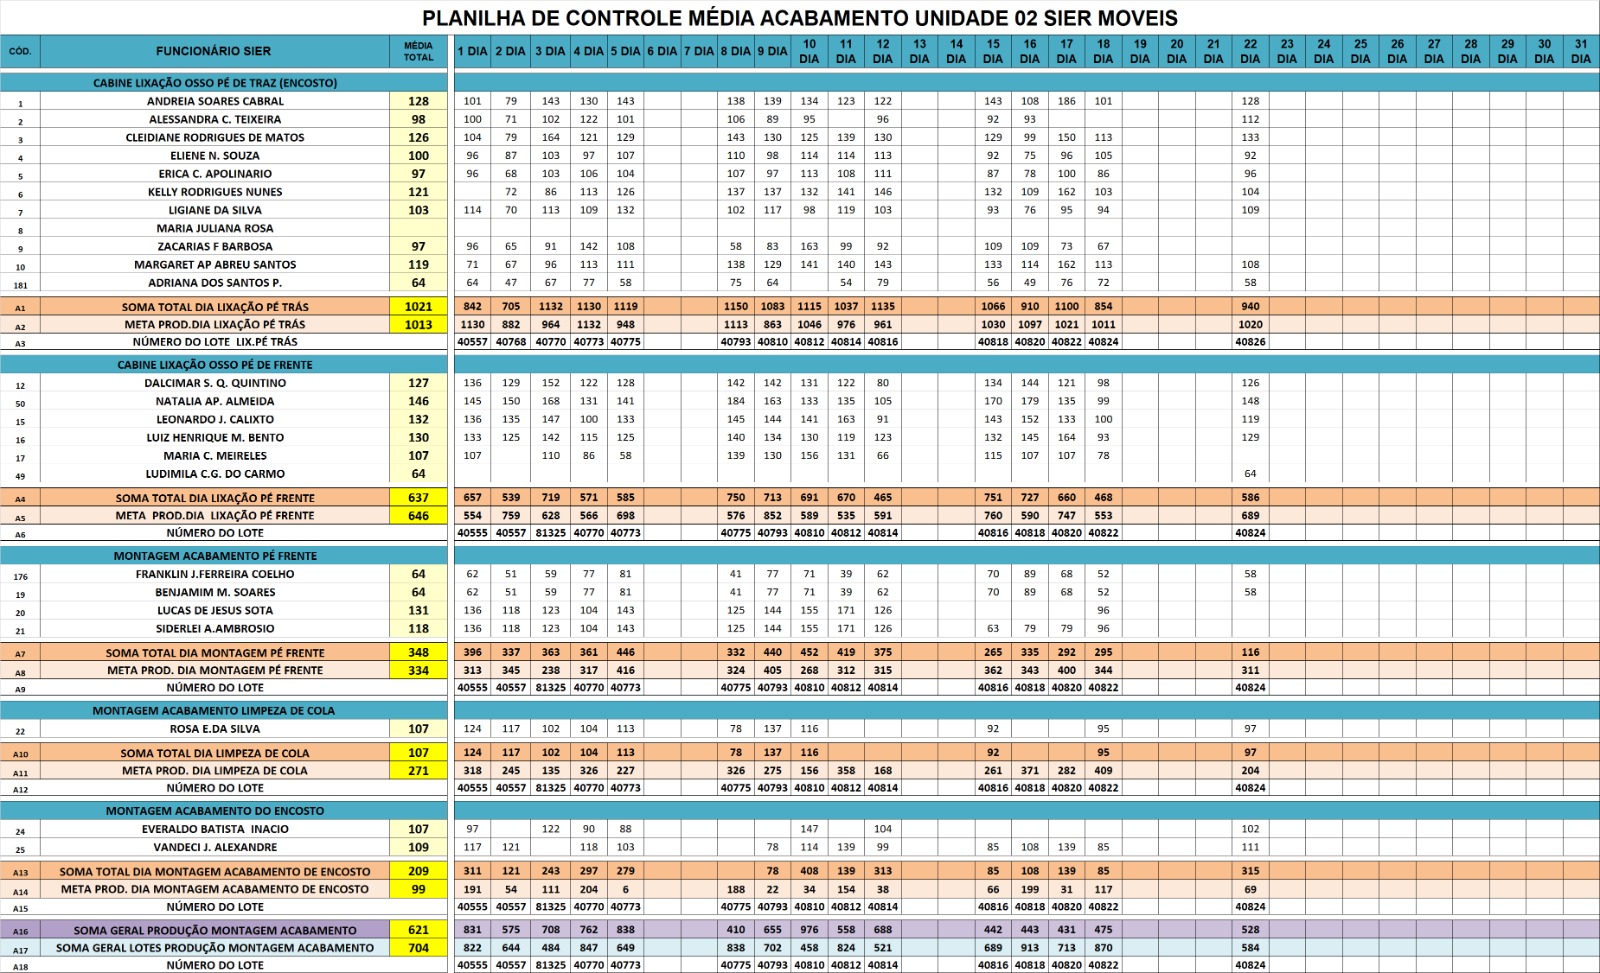 PLANILHA DE CONTROLE MÉDIA ACABAMENTO UNIDADE 02 SIER MOVEIS
CÓD. FUNCIONÁRIO SIER MÉDIA TOTAL 1 DIA 2 DIA 3 DIA 4 DIA 5 DIA 6 DIA 7 DIA 8 DIA 9 DIA 10 DIA 11 DIA 12 DIA 13 DIA 14 DIA 15 DIA 16 DIA 17 DIA 18 DIA 19 DIA 20 DIA 21 DIA 22 DIA 23 DIA 24 DIA 25 DIA 26 DIA 27 DIA 28 DIA 29 DIA 30 DIA 31 DIA
CABINE LIXAÇÃO OSSO PÉ DE TRAZ (ENCOSTO)
1 ANDREIA SOARES CABRAL 128 101 79 143 130 143 138 139 134 123 122 143 108 186 101 128
2 ALESSANDRA C. TEIXEIRA 98 100 71 102 122 101 106 89 95 96 92 93 112
3 CLEIDIANE RODRIGUES DE MATOS 126 104 79 164 121 129 143 130 125 139 130 129 99 150 113 133
4 ELIENE N. SOUZA 100 96 87 103 97 107 110 98 114 114 113 92 75 96 105 92
5 ERICA C. APOLINARIO 97 96 68 103 106 104 107 97 113 108 111 87 78 100 86 96
6 KELLY RODRIGUES NUNES 121 72 86 113 126 137 137 132 141 146 132 109 162 103 104
7 LIGIANE DA SILVA 103 114 70 113 109 132 102 117 98 119 103 93 76 95 94 109
8 MARIA JULIANA ROSA
9 ZACARIAS F BARBOSA 97 96 65 91 142 108 58 83 163 99 92 109 109 73 67
10 MARGARET AP ABREU SANTOS 119 71 67 96 113 111 138 129 141 140 143 133 114 162 113 108
181 ADRIANA DOS SANTOS P. 64 64 47 67 77 58 75 64 54 79 56 49 76 72 58
A1 SOMA TOTAL DIA LIXAÇÃO PÉ TRÁS 1021 842 705 1132 1130 1119 1150 1083 1115 1037 1135 1066 910 1100 854 940
A2 META PROD.DIA LIXAÇÃO PÉ TRÁS 1013 1130 882 964 1132 948 1113 863 1046 976 961 1030 1097 1021 1011 1020
A3 NÚMERO DO LOTE LIX.PÉ TRÁS 40557 40768 40770 40773 40775 40793 40810 40812 40814 40816 40818 40820 40822 40824 40826
CABINE LIXAÇÃO OSSO PÉ DE FRENTE
12 DALCIMAR S. Q. QUINTINO 127 136 129 152 122 128 142 142 131 122 80 134 144 121 98 126
50 NATALIA AP. ALMEIDA 146 145 150 168 131 141 184 163 133 135 105 170 179 135 99 148
15 LEONARDO J. CALIXTO 132 136 135 147 100 133 145 144 141 163 91 143 152 133 100 119
16 LUIZ HENRIQUE M. BENTO 130 133 125 142 115 125 140 134 130 119 123 132 145 164 93 129
17 MARIA C. MEIRELES 107 107 110 86 58 139 130 156 131 66 115 107 107 78
49 LUDIMILA C.G. DO CARMO 64 64
A4 SOMA TOTAL DIA LIXAÇÃO PÉ FRENTE 637 657 539 719 571 585 750 713 691 670 465 751 727 660 468 586
A5 META PROD.DIA LIXAÇÃO PÉ FRENTE 646 554 759 628 566 698 576 852 589 535 591 760 590 747 553 689
A6 NÚMERO DO LOTE 40555 40557 81325 40770 40773 40775 40793 40810 40812 40814 40816 40818 40820 40822 40824
MONTAGEM ACABAMENTO PÉ FRENTE
176 FRANKLIN J.FERREIRA COELHO 64 62 51 59 77 81 41 77 71 39 62 70 89 68 52 58
19 BENJAMIM M. SOARES 64 62 51 59 77 81 41 77 71 39 62 70 89 68 52 58
20 LUCAS DE JESUS SOTA 131 136 118 123 104 143 125 144 155 171 126 96
21 SIDERLEI A.AMBROSIO 118 136 118 123 104 143 125 144 155 171 126 63 79 79 96
A7 SOMA TOTAL DIA MONTAGEM PÉ FRENTE 348 396 337 363 361 446 332 440 452 419 375 265 335 292 295 116
A8 META PROD. DIA MONTAGEM PÉ FRENTE 334 313 345 238 317 416 324 405 268 312 315 362 343 400 344 311
A9 NÚMERO DO LOTE 40555 40557 81325 40770 40773 40775 40793 40810 40812 40814 40816 40818 40820 40822 40824
MONTAGEM ACABAMENTO LIMPEZA DE COLA
22 ROSA E.DA SILVA 107 124 117 102 104 113 78 137 116 92 95 97
A10 SOMA TOTAL DIA LIMPEZA DE COLA 107 124 117 102 104 113 78 137 116 92 95 97
A11 META PROD. DIA LIMPEZA DE COLA 271 318 245 135 326 227 326 275 156 358 168 261 371 282 409 204
A12 NÚMERO DO LOTE 40555 40557 81325 40770 40773 40775 40793 40810 40812 40814 40816 40818 40820 40822 40824
MONTAGEM ACABAMENTO DO ENCOSTO
24 EVERALDO BATISTA INACIO 107 97 122 90 88 147 104 102
25 VANDECI J. ALEXANDRE 109 117 121 118 103 78 114 139 99 85 108 139 85 111
A13 SOMA TOTAL DIA MONTAGEM ACABAMENTO DE ENCOSTO 209 311 121 243 297 279 78 408 139 313 85 108 139 85 315
A14 META PROD. DIA MONTAGEM ACABAMENTO DE ENCOSTO 99 191 54 111 204 6 188 22 34 154 38 66 199 31 117 69
A15 NÚMERO DO LOTE 40555 40557 81325 40770 40773 40775 40793 40810 40812 40814 40816 40818 40820 40822 40824
A16 SOMA GERAL PRODUÇÃO MONTAGEM ACABAMENTO 621 831 575 708 762 838 410 655 976 558 688 442 443 431 475 528
A17 SOMA GERAL LOTES PRODUÇÃO MONTAGEM ACABAMENTO 704 822 644 484 847 649 838 702 458 824 521 689 913 713 870 584
A18 NÚMERO DO LOTE 40555 40557 81325 40770 40773 40775 40793 40810 40812 40814 40816 40818 40820 40822 40824